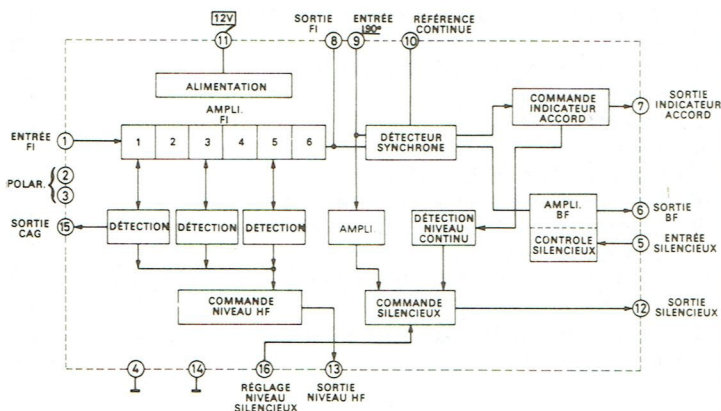 12V
SORTIE
FI
ENTRÉE
190º
RÉFÉRENCE
CONTINUE
11
8
9
10
ALIMENTATION
AMPLI.
FI
COMMANDE
INDICATEUR
ACCORD
7
SORTIE
INDICATEUR
ACCORD
ENTRÉE
FI
1
1 2 3 4 5 6
DÉTECTEUR
SYNCHRONE
POLAR.
2
3
SORTIE
CAG
15
DÉTECTION
DÉTECTION
DETECTION
AMPLI.
DÉTECTION
NIVEAU
CONTINU
AMPLI.
BF
6
SORTIE
BF
CONTROLE
SILENCIEUX
5
ENTRÉE
SILENCIEUX
COMMANDE
NIVEAU HF
COMMANDE
SILENCIEUX
12
SORTIE
SILENCIEUX
4
14
16
13
RÉGLAGE
NIVEAU
SILENCIEUX
SORTIE
NIVEAU HF